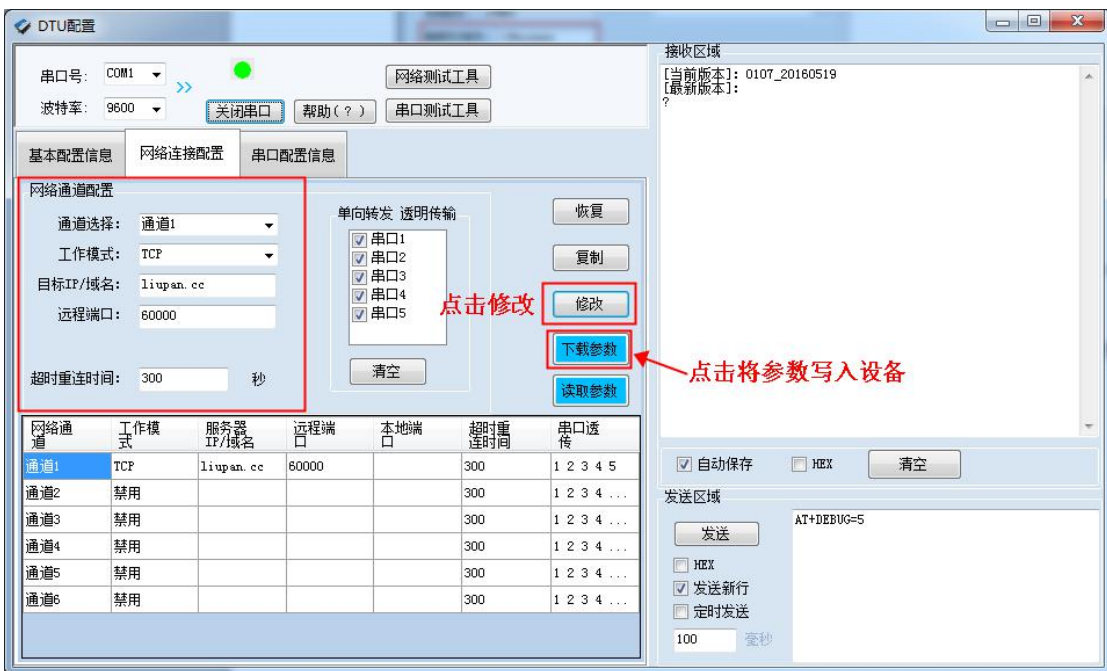 DTU配置
串口号: COM1
>>
网络测试工具
波特率: 9600
关闭串口
帮助(?)
串口测试工具
基本配置信息
网络连接配置
串口配置信息
网络通道配置
通道选择: 通道1
工作模式: TCP
目标IP/域名: liupan.cc
远程端口: 60000
超时重连时间: 300 秒
单向转发 透明传输
串口1
串口2
串口3
串口4
串口5
清空
恢复
复制
点击修改
修改
下载参数
点击将参数写入设备
读取参数
网络通道 工作模式 服务器IP/域名 远程端口 本地端口 超时重连时间 串口透传
通道1 TCP liupan.cc 60000 300 1 2 3 4 5
通道2 禁用 300 1 2 3 4 ...
通道3 禁用 300 1 2 3 4 ...
通道4 禁用 300 1 2 3 4 ...
通道5 禁用 300 1 2 3 4 ...
通道6 禁用 300 1 2 3 4 ...
接收区域
[当前版本]: 0107_20160519
[最新版本]:
?
自动保存 HEX 清空
发送区域
发送
HEX
发送新行
定时发送
100 毫秒
AT+DEBUG=5